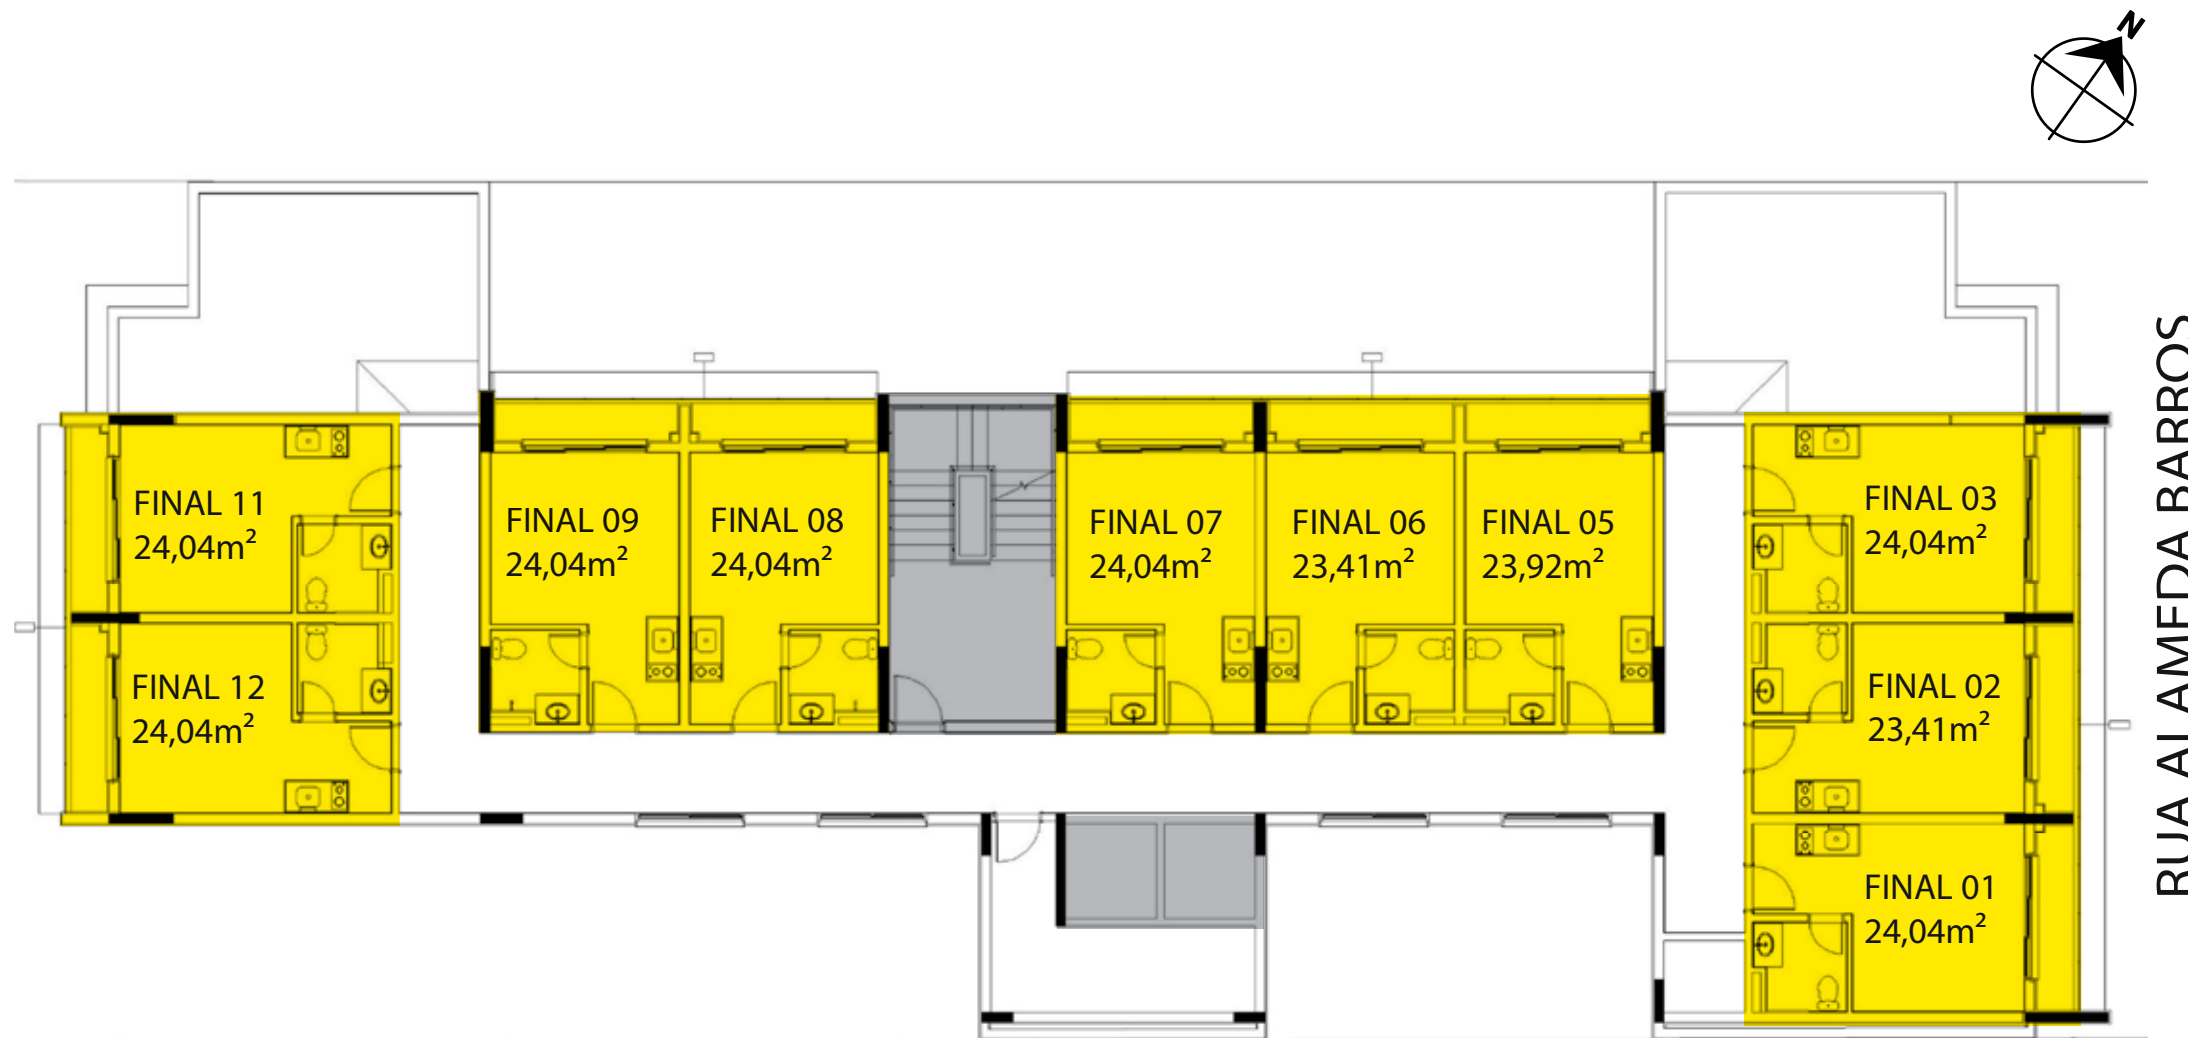 N
FINAL 11
24,04m²
FINAL 12
24,04m²
FINAL 09
24,04m²
FINAL 08
24,04m²
FINAL 07
24,04m²
FINAL 06
23,41m²
FINAL 05
23,92m²
FINAL 03
24,04m²
FINAL 02
23,41m²
FINAL 01
24,04m²
RUA ALAMEDA BARROS